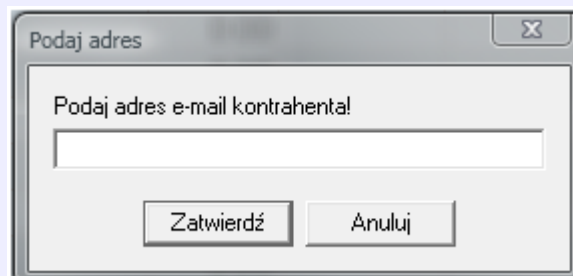 Podaj adres
Podaj adres e-mail kontrahenta!
Zatwierdź
Anuluj